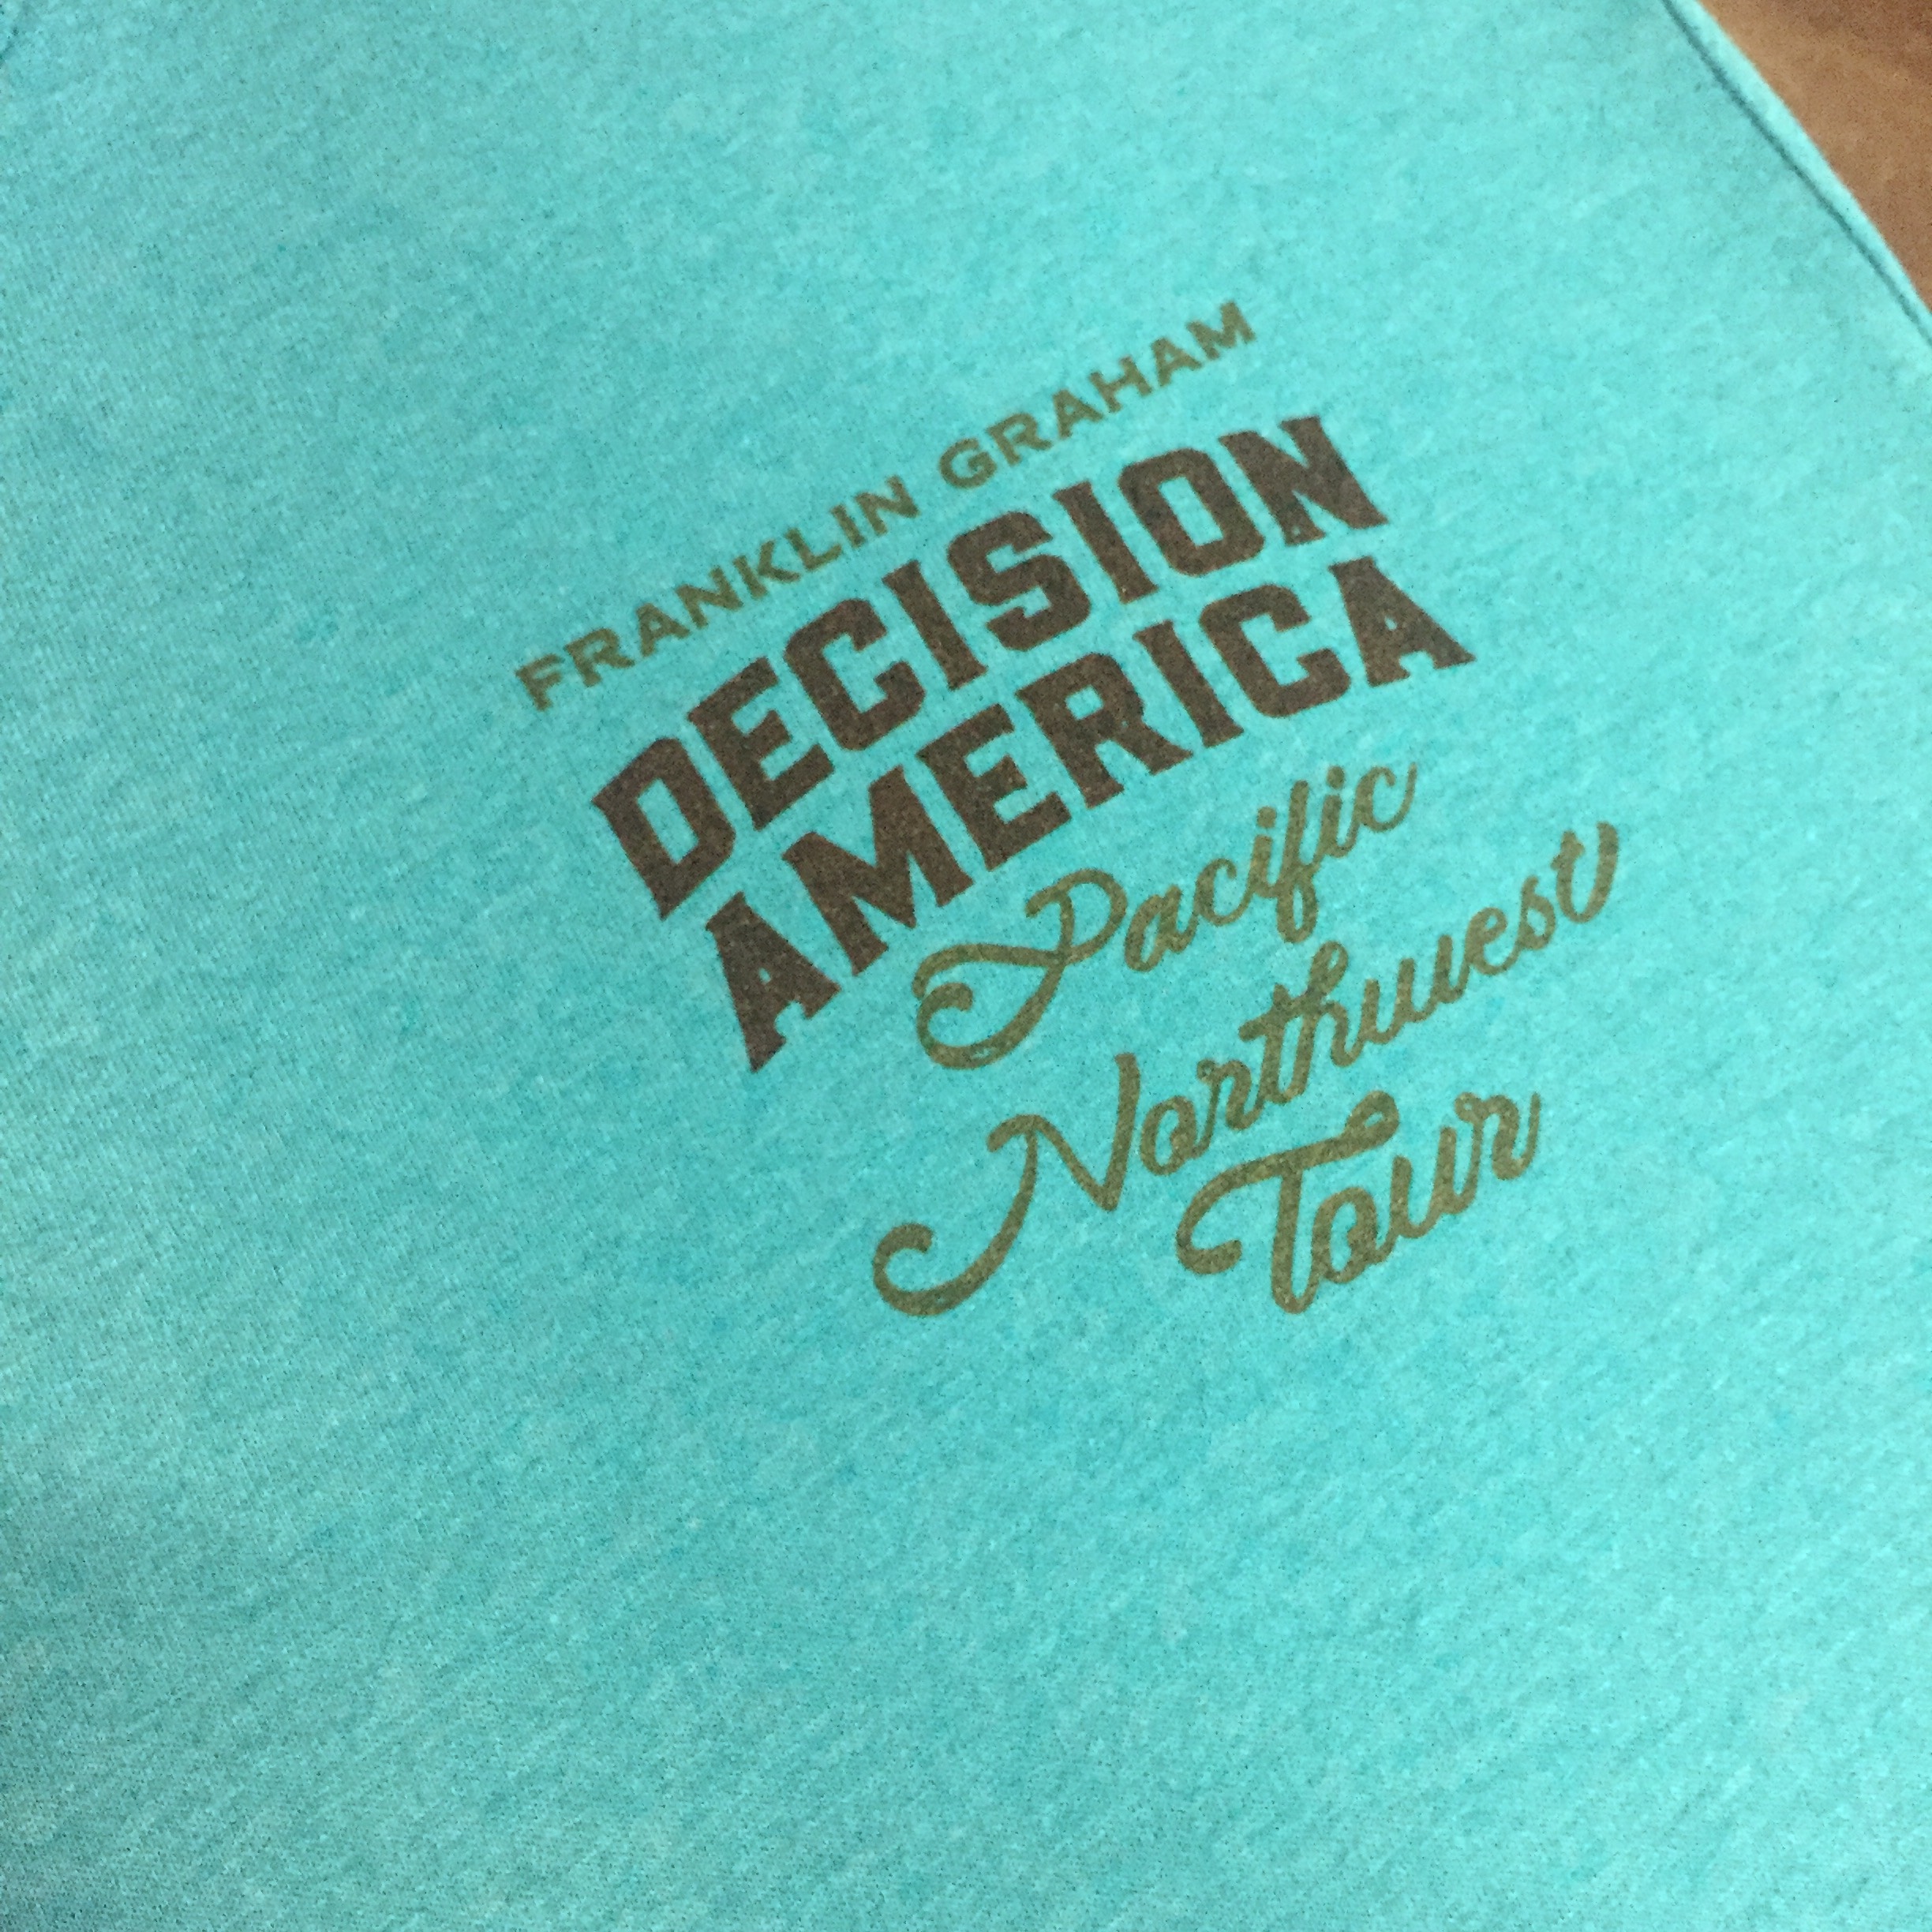 FRANKLIN GRAHAM
DECISION
AMERICA
Pacific
Northwest
Tour